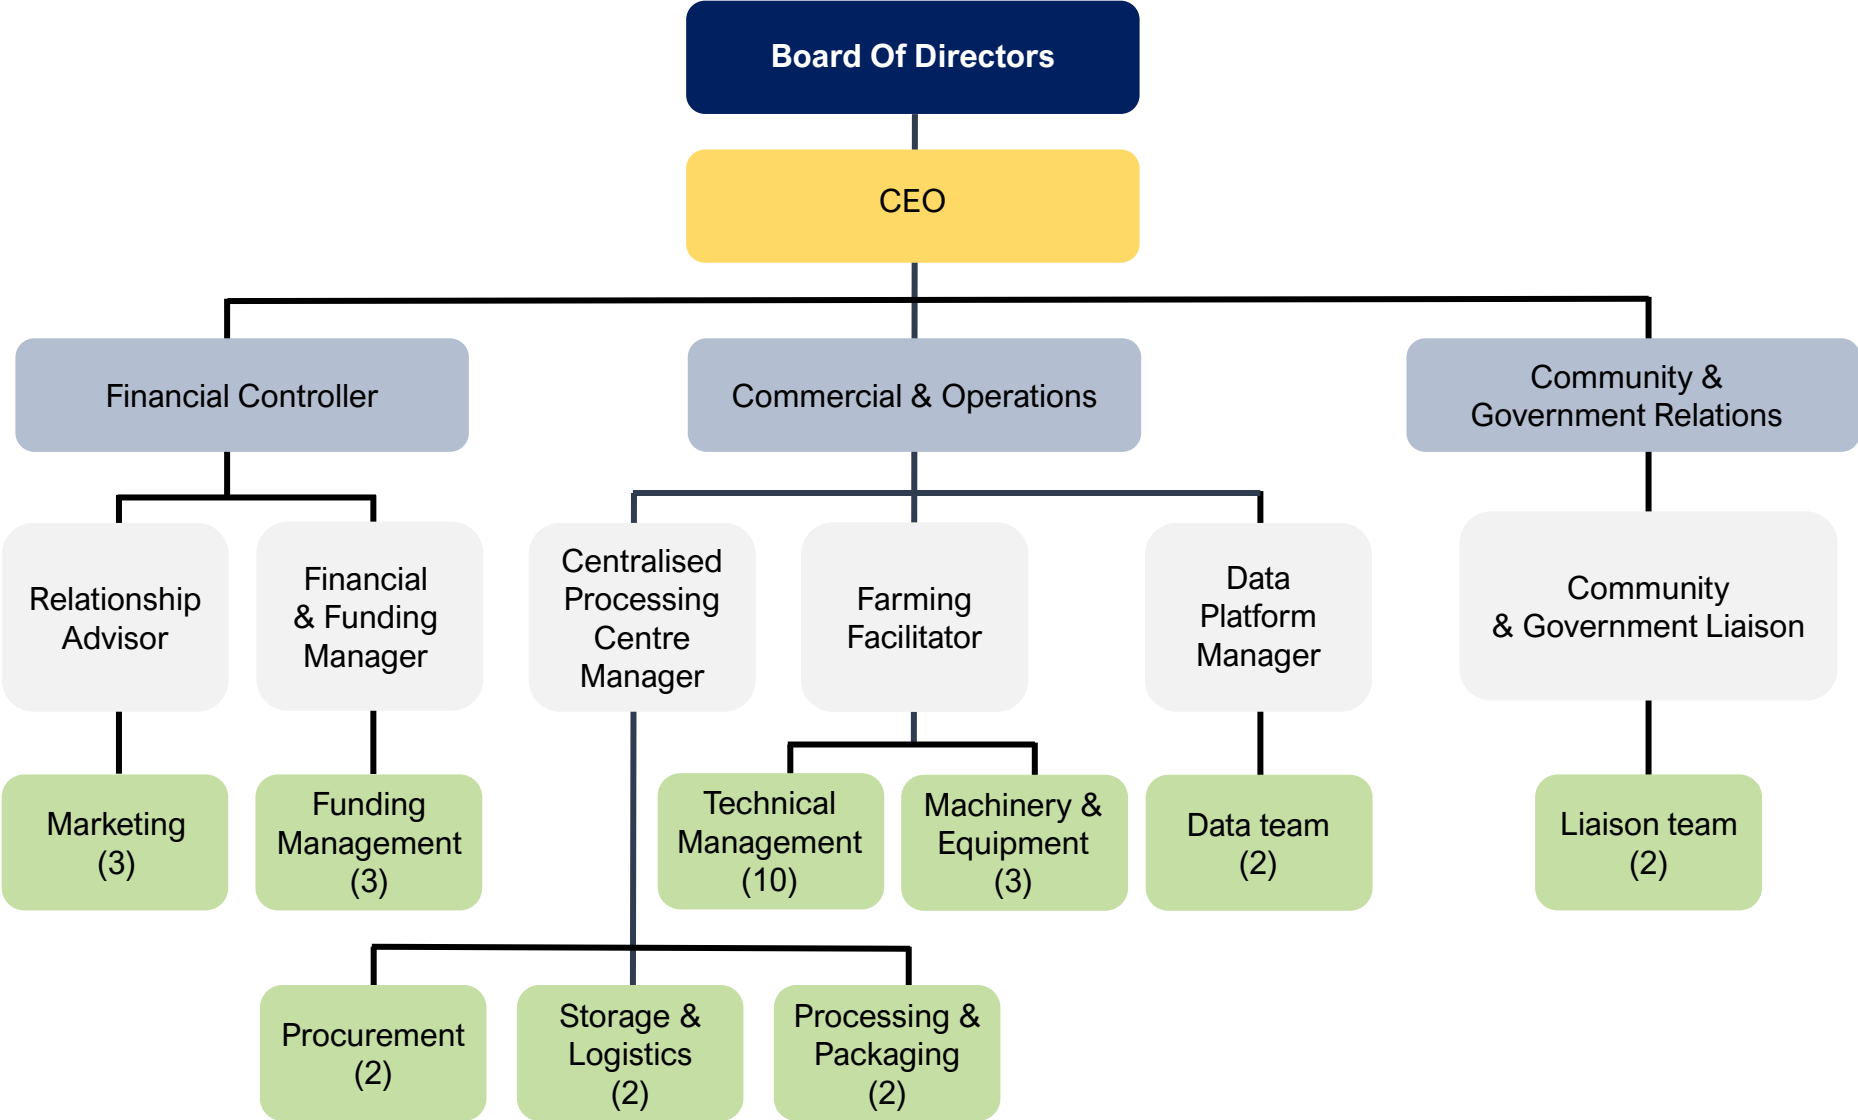 Board Of Directors
CEO
Financial Controller
Commercial & Operations
Community &
Government Relations
Relationship
Advisor
Financial
& Funding
Manager
Centralised
Processing
Centre
Manager
Farming
Facilitator
Data
Platform
Manager
Community
& Government Liaison
Marketing
(3)
Funding
Management
(3)
Technical
Management
(10)
Machinery &
Equipment
(3)
Data team
(2)
Liaison team
(2)
Procurement
(2)
Storage &
Logistics
(2)
Processing &
Packaging
(2)